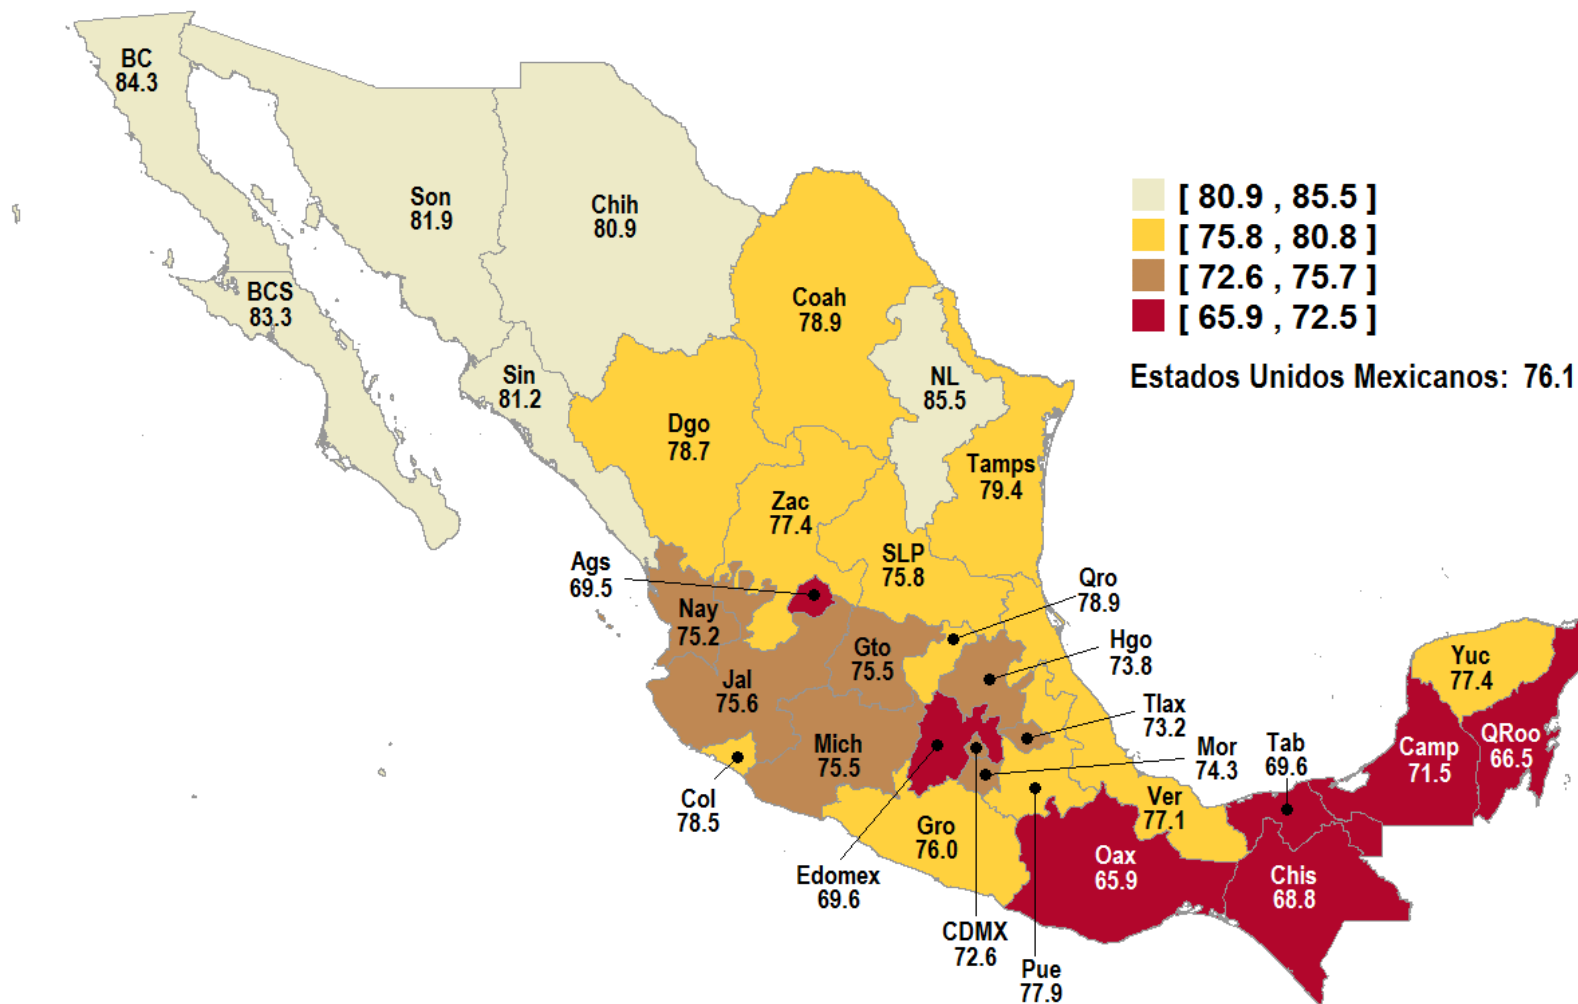 BC
84.3
Son
81.9
Chih
80.9
BCS
83.3
Sin
81.2
Coah
78.9
NL
85.5
Dgo
78.7
Tamps
79.4
Zac
77.4
SLP
75.8
Ags
69.5
Qro
78.9
Nay
75.2
Gto
75.5
Hgo
73.8
Jal
75.6
Tlax
73.2
Mich
75.5
Mor
74.3
Tab
69.6
Yuc
77.4
Camp
71.5
QRoo
66.5
Col
78.5
Ver
77.1
Gro
76.0
Oax
65.9
Chis
68.8
Edomex
69.6
CDMX
72.6
Pue
77.9
[ 80.9 , 85.5 ]
[ 75.8 , 80.8 ]
[ 72.6 , 75.7 ]
[ 65.9 , 72.5 ]
Estados Unidos Mexicanos: 76.1